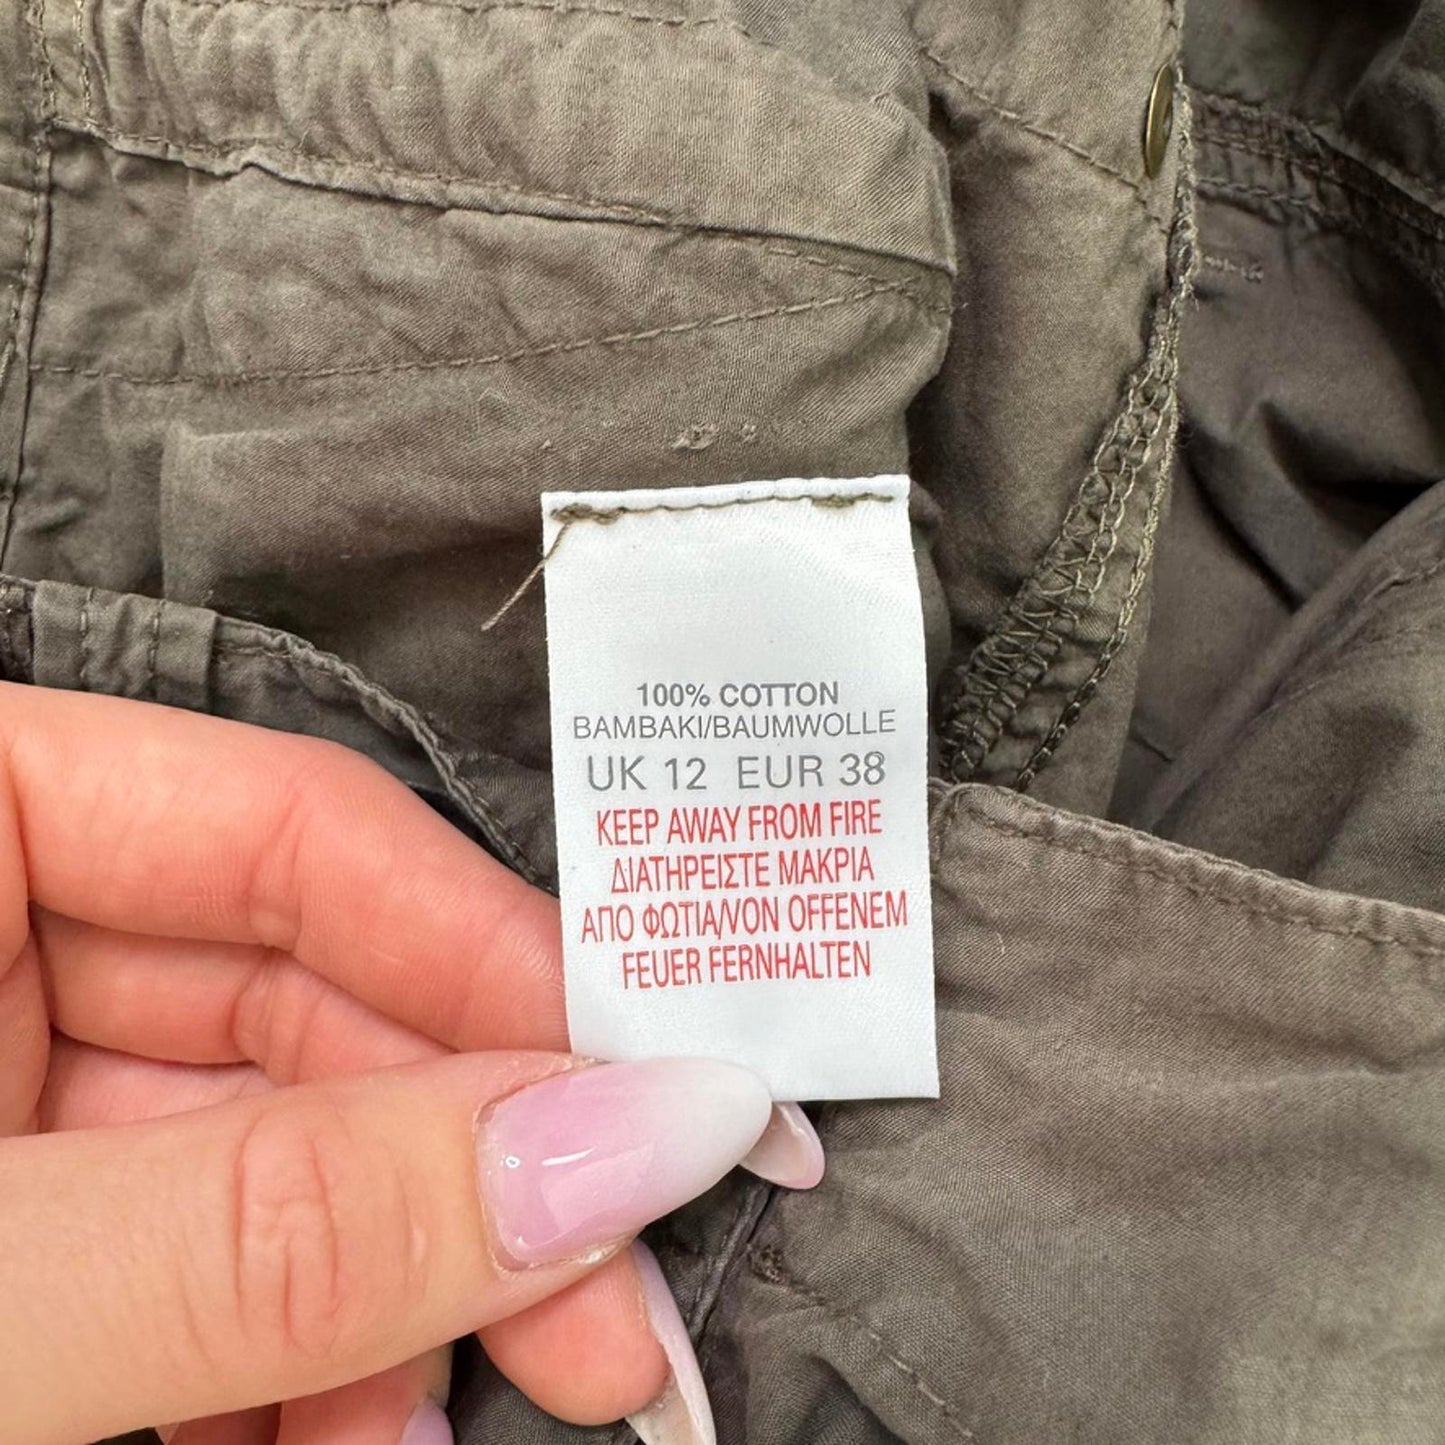 100% COTTON
BAMBAKI/BAUMWOLLE
UK 12 EUR 38
KEEP AWAY FROM FIRE
ΔΙΑΤΗΡΕΙΣΤΕ ΜΑΚΡΙΑ
ΑΠΟ ΦΩΤΙΑ/VON OFFENEM
FEUER FERNHALTEN